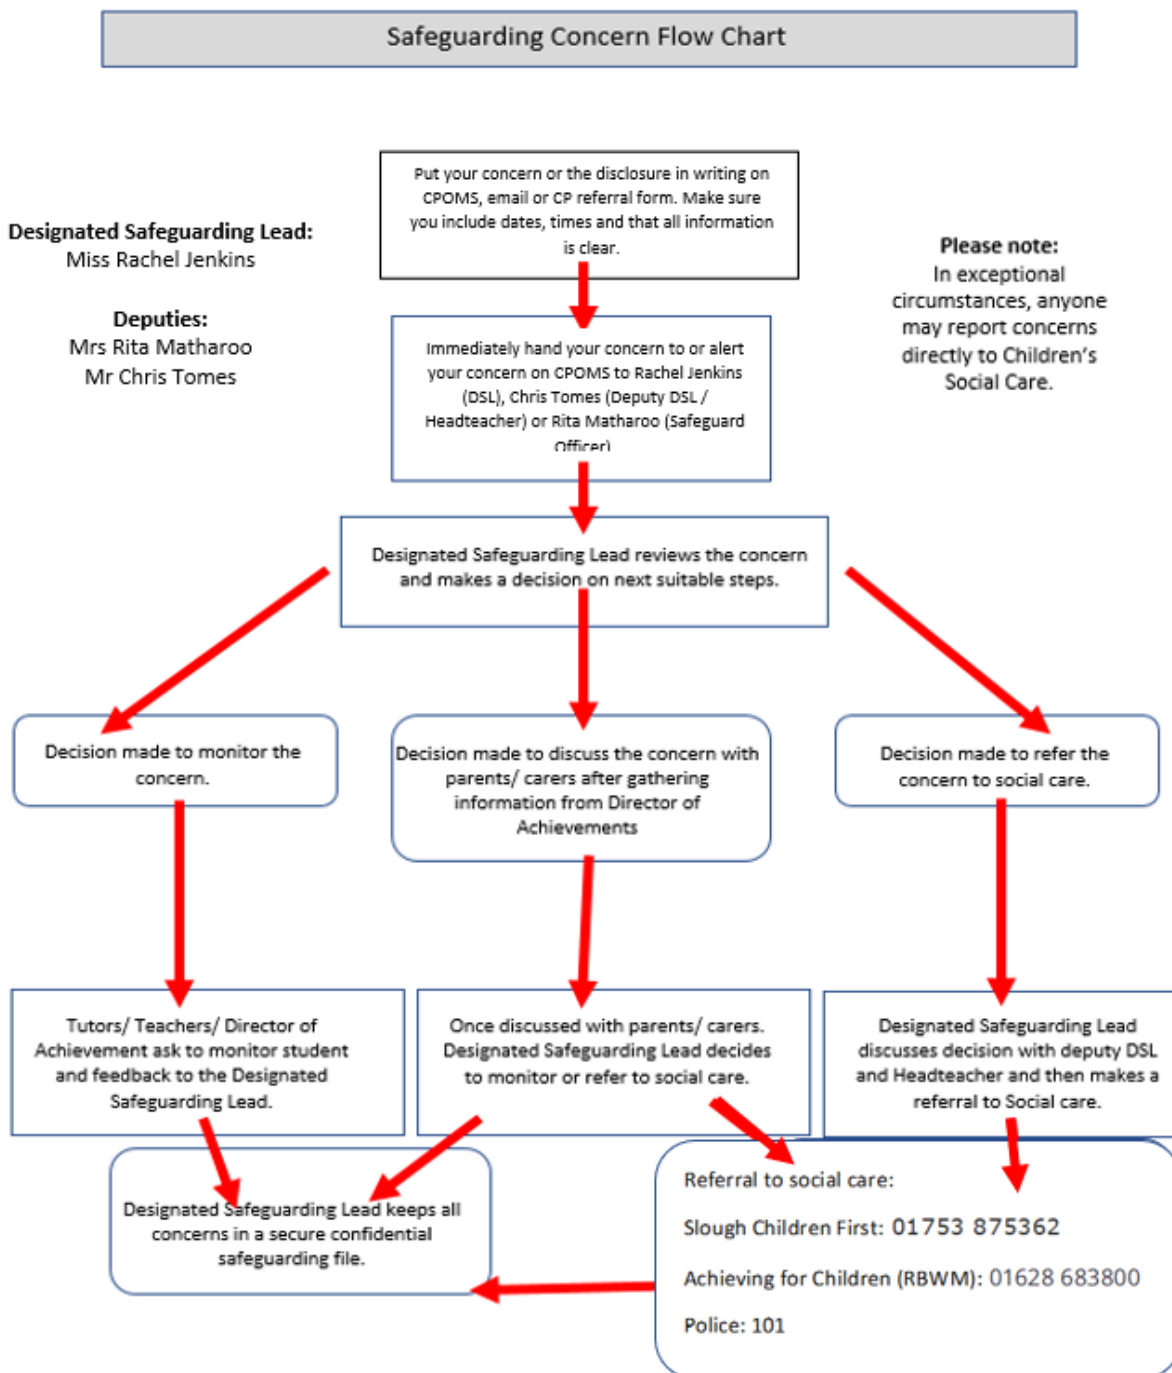 Safeguarding Concern Flow Chart
Put your concern or the disclosure in writing on
CPOMS, email or CP referral form. Make sure
you include dates, times and that all information
is clear.
Designated Safeguarding Lead:
Miss Rachel Jenkins
Deputies:
Mrs Rita Matharoo
Mr Chris Tomes
Please note:
In exceptional
circumstances, anyone
may report concerns
directly to Children's
Social Care.
Immediately hand your concern to or alert
your concern on CPOMS to Rachel Jenkins
(DSL), Chris Tomes (Deputy DSL /
Headteacher) or Rita Matharoo (Safeguard
Officer)
Designated Safeguarding Lead reviews the concern
and makes a decision on next suitable steps.
Decision made to monitor the
concern.
Decision made to discuss the concern with
parents/ carers after gathering
information from Director of
Achievements
Decision made to refer the
concern to social care.
Tutors/ Teachers/ Director of
Achievement ask to monitor student
and feedback to the Designated
Safeguarding Lead.
Once discussed with parents/ carers.
Designated Safeguarding Lead decides
to monitor or refer to social care.
Designated Safeguarding Lead
discusses decision with deputy DSL
and Headteacher and then makes a
referral to Social care.
Designated Safeguarding Lead keeps all
concerns in a secure confidential
safeguarding file.
Referral to social care:
Slough Children First: 01753 875362
Achieving for Children (RBWM): 01628 683800
Police: 101